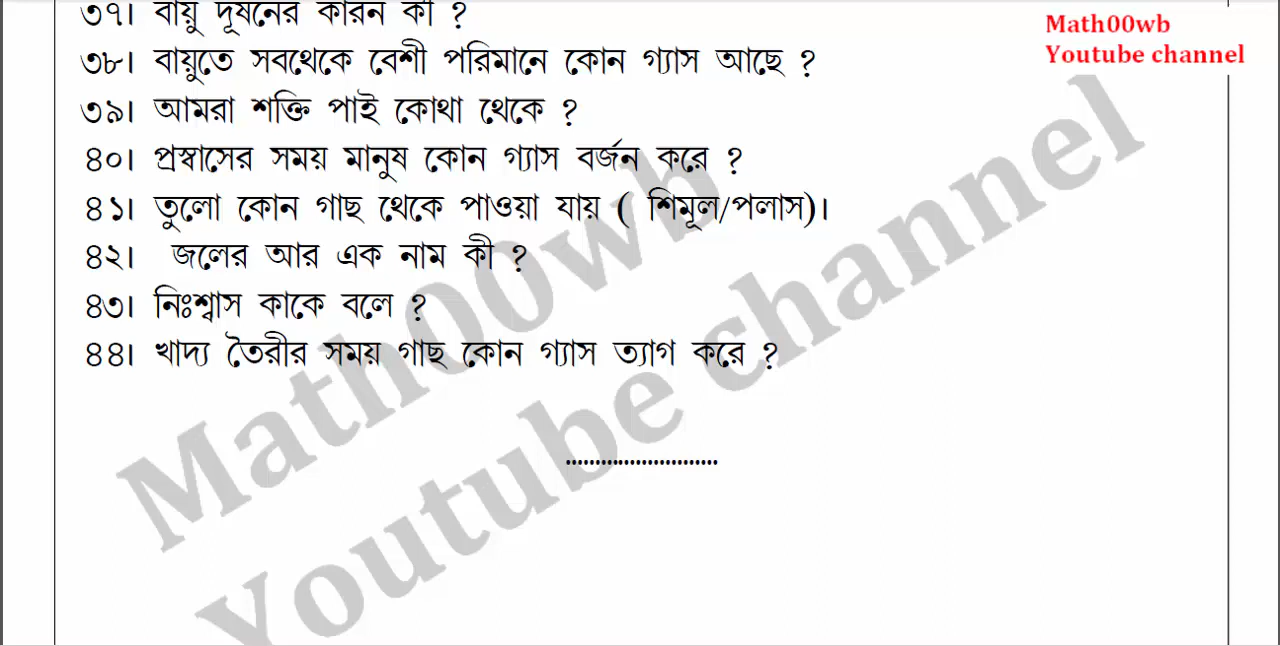 ৩৭। বায়ু দূষনের কারন কী ?
Math00wb
Youtube channel
৩৮। বায়ুতে সবথেকে বেশী পরিমানে কোন গ্যাস আছে ?
৩৯। আমরা শক্তি পাই কোথা থেকে ?
৪০। প্রস্বাসের সময় মানুষ কোন গ্যাস বর্জন করে ?
৪১। তুলো কোন গাছ থেকে পাওয়া যায় ( শিমূল/পলাস)।
৪২। জলের আর এক নাম কী ?
৪৩। নিঃশ্বাস কাকে বলে ?
৪৪। খাদ্য তৈরীর সময় গাছ কোন গ্যাস ত্যাগ করে ?
..........................
Math00wb
Youtube channel